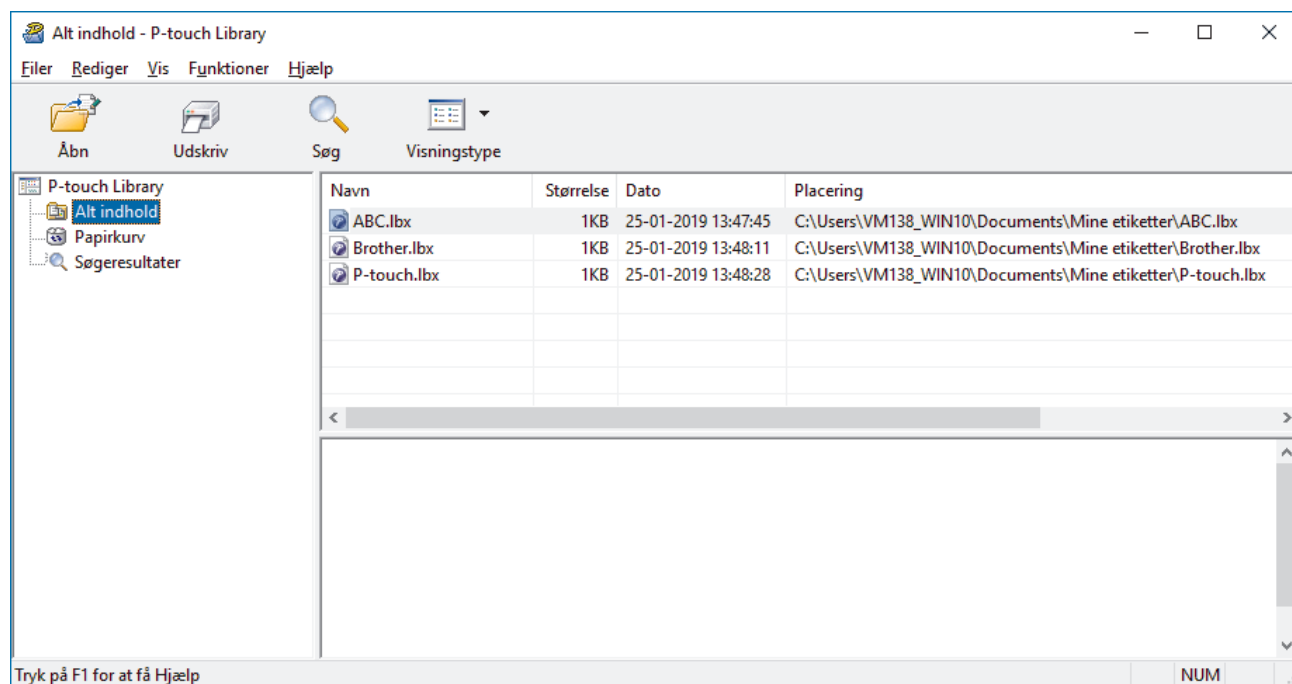 Alt indhold - P-touch Library
Filer Rediger Vis Funktioner Hjælp
Åbn Udskriv Søg Visningstype
P-touch Library
Alt indhold
Papirkurv
Søgeresultater
Navn Størrelse Dato Placering
ABC.lbx 1KB 25-01-2019 13:47:45 C:\Users\VM138_WIN10\Documents\Mine etiketter\ABC.lbx
Brother.lbx 1KB 25-01-2019 13:48:11 C:\Users\VM138_WIN10\Documents\Mine etiketter\Brother.lbx
P-touch.lbx 1KB 25-01-2019 13:48:28 C:\Users\VM138_WIN10\Documents\Mine etiketter\P-touch.lbx
Tryk på F1 for at få Hjælp NUM